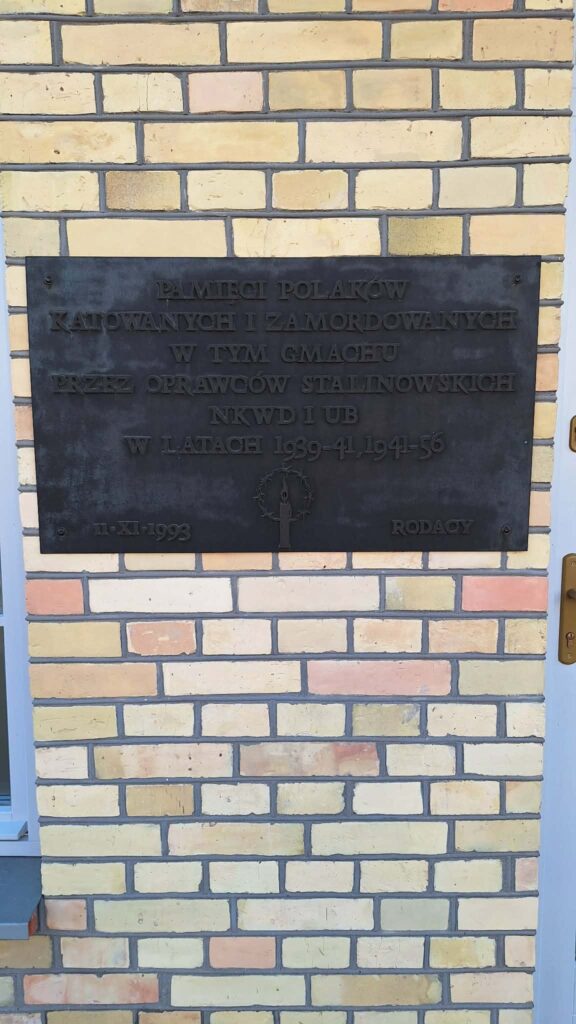 PAMIĘCI POLAKÓW
KATOWANYCH I ZAMORDOWANYCH
W TYM GMACHU
PRZEZ OPRAWCÓW STALINOWSKICH
NKWD I UB
W LATACH 1939-41, 1941-56
11·XI·1993
RODACY